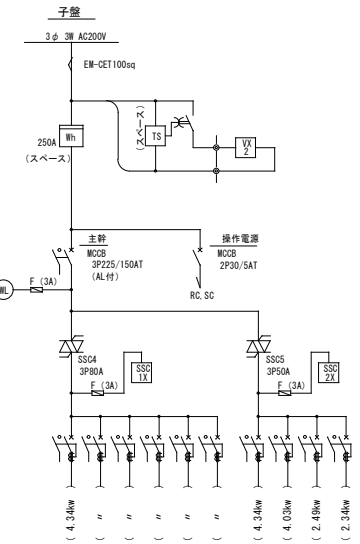 子盤
3φ 3W AC200V
EM-CET100sq
Wh
250A
(スペース)
TS
(スペース)
VX
2
主幹
MCCB
3P225/150AT
(AL付)
操作電源
MCCB
2P30/5AT
RC,SC
WL
F (3A)
SSC4
3P80A
F (3A)
SSC
1X
SSC5
3P50A
F (3A)
SSC
2X
( 4.34kw
( 〃
( 〃
( 〃
( 〃
( 〃
( 4.34kw
( 4.03kw
( 2.49kw
( 2.34kw